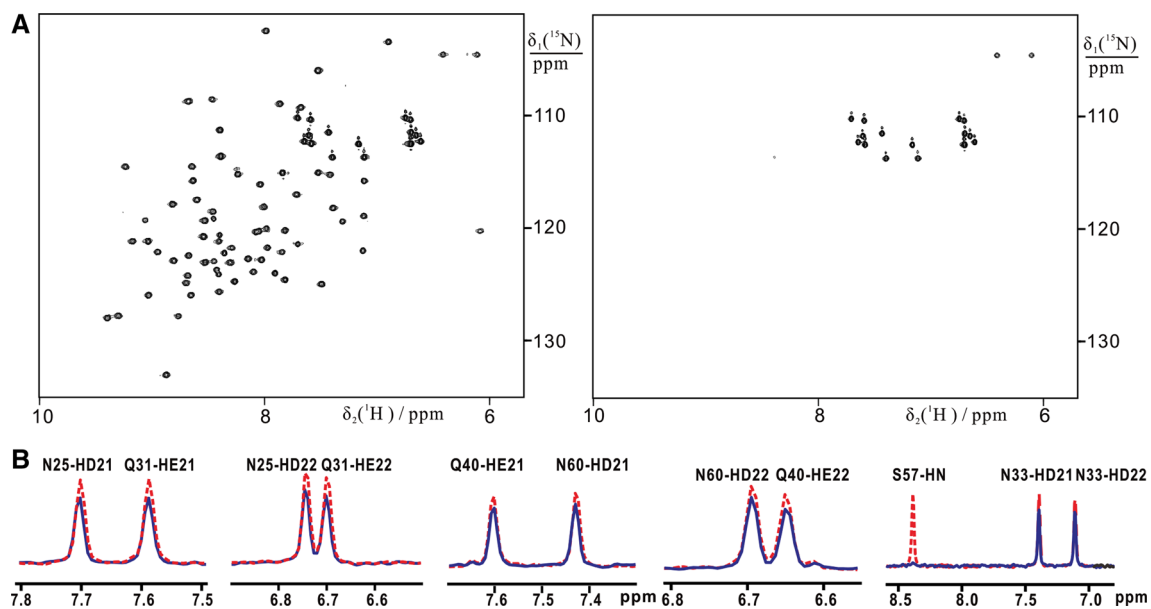 A
δ₁(¹⁵N)
ppm
110
120
130
10
8
6
δ₂(¹H) / ppm
δ₁(¹⁵N)
ppm
110
120
130
10
8
6
δ₂(¹H) / ppm
B
N25-HD21 Q31-HE21
7.8 7.7 7.6 7.5
N25-HD22 Q31-HE22
6.8 6.7 6.6
Q40-HE21 N60-HD21
7.6 7.5 7.4 ppm
N60-HD22 Q40-HE22
6.8 6.7 6.6
S57-HN N33-HD21 N33-HD22
8.5 8.0 7.5 7.0 ppm